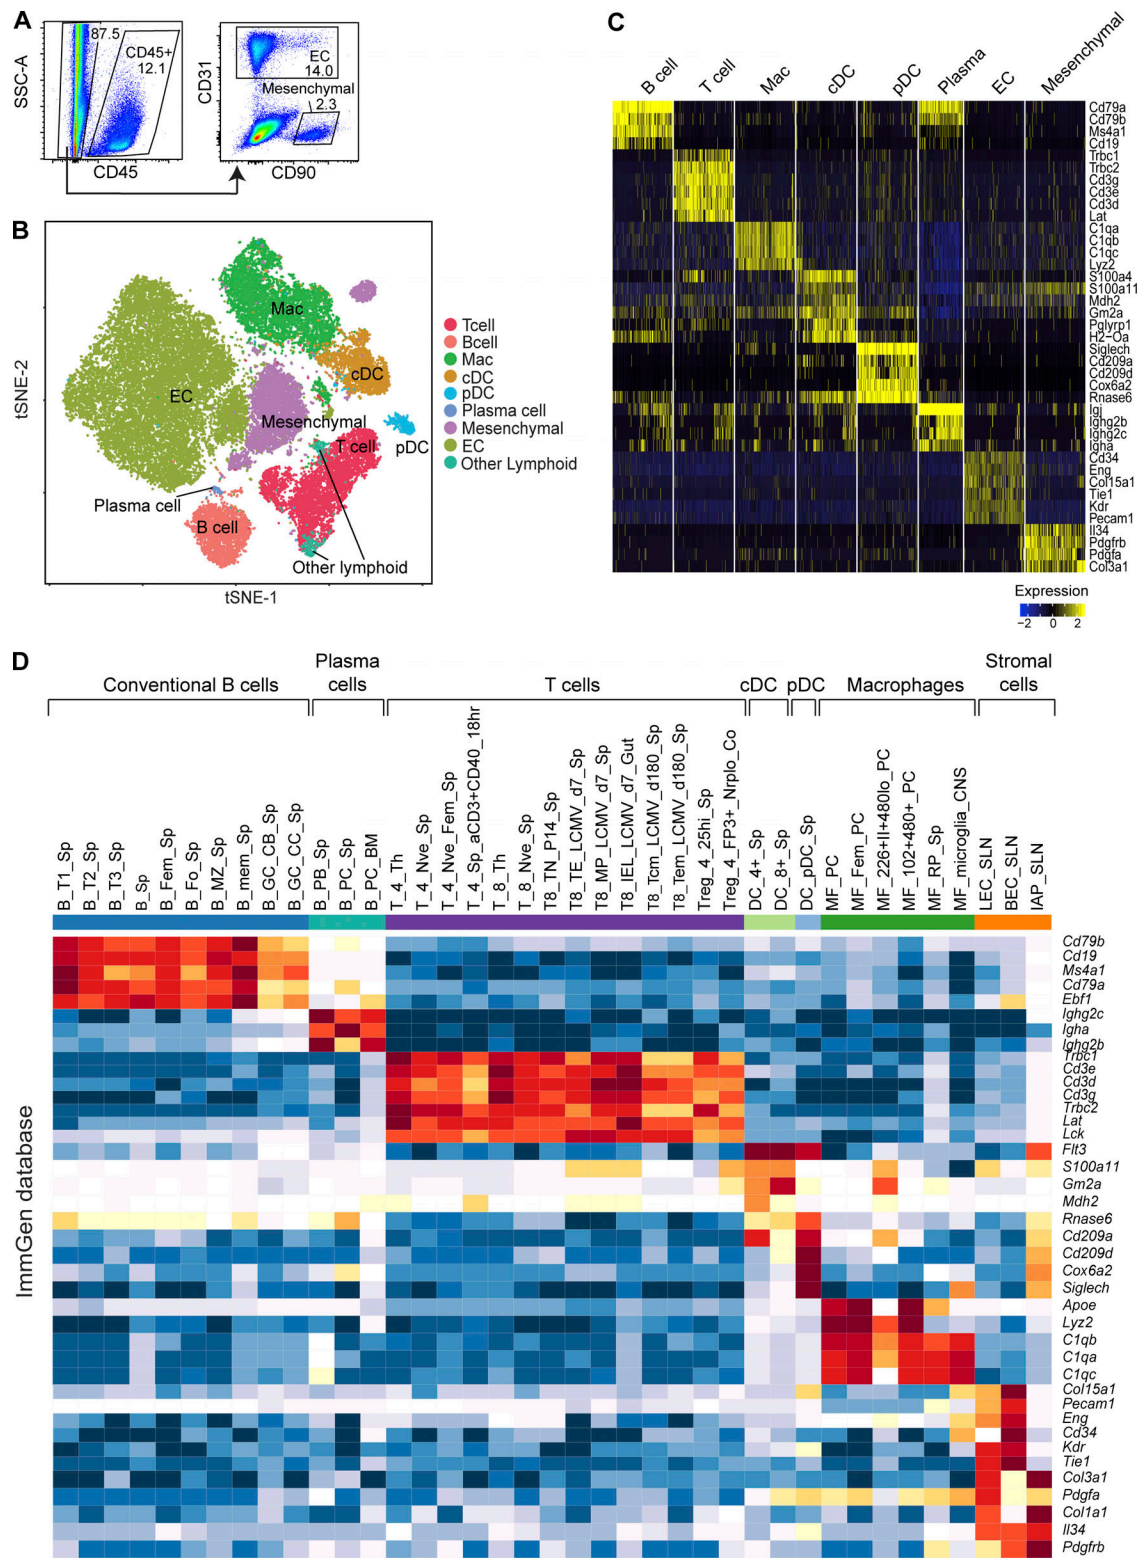 A
SSC-A
87.5
CD45+
12.1
CD45
CD31
EC
14.0
Mesenchymal
2.3
CD90
B
tSNE-2
Mac
cDC
EC
Mesenchymal
T cell
pDC
Plasma cell
B cell
Other lymphoid
tSNE-1
Tcell
Bcell
Mac
cDC
pDC
Plasma cell
Mesenchymal
EC
Other Lymphoid
C
B cell
T cell
Mac
cDC
pDC
Plasma
EC
Mesenchymal
Cd79a
Cd79b
Ms4a1
Cd19
Trbc1
Trbc2
Cd3g
Cd3e
Cd3d
Lat
C1qa
C1qb
C1qc
Lyz2
S100a4
S100a11
Mdh2
Gm2a
Pglyrp1
H2-Oa
Siglech
Cd209a
Cd209d
Cox6a2
Rnase6
Igj
Ighg2b
Ighg2c
Igha
Cd34
Eng
Col15a1
Tie1
Kdr
Pecam1
Il34
Pdgfrb
Pdgfa
Col3a1
Expression
−2 0 2
D
Conventional B cells
Plasma
cells
T cells
cDC
pDC
Macrophages
Stromal
cells
B_T1_Sp
B_T2_Sp
B_T3_Sp
B_Sp
B_Fem_Sp
B_Fo_Sp
B_MZ_Sp
B_mem_Sp
B_GC_CB_Sp
B_GC_CC_Sp
B_PB_Sp
B_PC_Sp
B_PC_BM
T_4_Th
T_4_Nve_Sp
T_4_Nve_Fem_Sp
T_4_Sp_aCD3+CD40_18hr
T_8_Th
T_8_Nve_Sp
T8_TN_P14_Sp
T8_TE_LCMV_d7_Sp
T8_MP_LCMV_d7_Sp
T8_IEL_LCMV_d7_Gut
T8_Tcm_LCMV_d180_Sp
T8_Tem_LCMV_d180_Sp
Treg_4_25hi_Sp
Treg_4_FP3+_Nrplo_Co
DC_4+_Sp
DC_8+_Sp
DC_pDC_Sp
MF_PC
MF_Fem_PC
MF_226+II+480lo_PC
MF_102+480+_PC
MF_RP_Sp
MF_microglia_CNS
LEC_SLN
BEC_SLN
IAP_SLN
ImmGen database
Cd79b
Cd19
Ms4a1
Cd79a
Ebf1
Ighg2c
Igha
Ighg2b
Trbc1
Cd3e
Cd3d
Cd3g
Trbc2
Lat
Lck
Flt3
S100a11
Gm2a
Mdh2
Rnase6
Cd209a
Cd209d
Cox6a2
Siglech
Apoe
Lyz2
C1qb
C1qa
C1qc
Col15a1
Pecam1
Eng
Cd34
Kdr
Tie1
Col3a1
Pdgfa
Col1a1
Il34
Pdgfrb